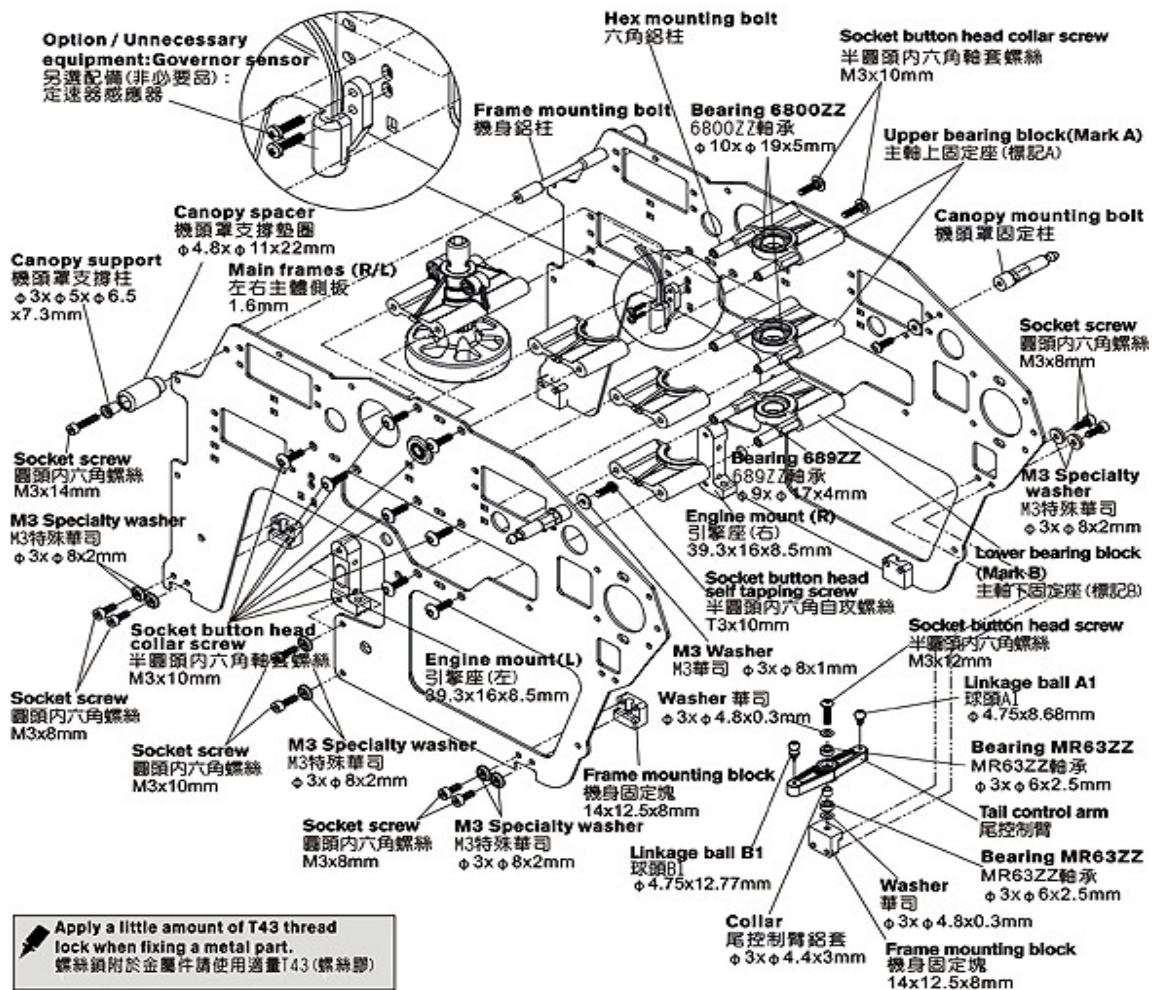 Option / Unnecessary
equipment:Governor sensor
另選配備(非必要品):
定速器感應器
Hex mounting bolt
六角鋁柱
Socket button head collar screw
半圓頭內六角軸套螺絲
M3x10mm
Frame mounting bolt
機身鋁柱
Bearing 6800ZZ
6800ZZ軸承
φ10xφ19x5mm
Upper bearing block(Mark A)
主軸上固定座(標記A)
Canopy spacer
機頭罩支撐墊圈
φ4.8xφ11x22mm
Canopy mounting bolt
機頭罩固定柱
Canopy support
機頭罩支撐柱
φ3xφ5xφ6.5
x7.3mm
Main frames (R/L)
左右主體側板
1.6mm
Socket screw
圓頭內六角螺絲
M3x8mm
Socket screw
圓頭內六角螺絲
M3x14mm
Bearing 689ZZ
689ZZ軸承
φ9xφ17x4mm
M3 Specialty
washer
M3特殊華司
φ3xφ8x2mm
M3 Specialty washer
M3特殊華司
φ3xφ8x2mm
Engine mount (R)
引擎座(右)
39.3x16x8.5mm
Lower bearing block
(Mark B)
主軸下固定座(標記B)
Socket button head
self tapping screw
半圓頭內六角自攻螺絲
T3x10mm
Socket button head
collar screw
半圓頭內六角軸套螺絲
M3x10mm
Engine mount(L)
引擎座(左)
39.3x16x8.5mm
M3 Washer
M3華司 φ3xφ8x1mm
Socket button head screw
半圓頭內六角螺絲
M3x12mm
Socket screw
圓頭內六角螺絲
M3x8mm
Washer 華司
φ3xφ4.8x0.3mm
Linkage ball A1
球頭A1
φ4.75x8.68mm
Socket screw
圓頭內六角螺絲
M3x10mm
M3 Specialty washer
M3特殊華司
φ3xφ8x2mm
Frame mounting block
機身固定塊
14x12.5x8mm
Bearing MR63ZZ
MR63ZZ軸承
φ3xφ6x2.5mm
Tail control arm
尾控制臂
Socket screw
圓頭內六角螺絲
M3x8mm
M3 Specialty washer
M3特殊華司
φ3xφ8x2mm
Linkage ball B1
球頭B1
φ4.75x12.77mm
Bearing MR63ZZ
MR63ZZ軸承
φ3xφ6x2.5mm
Washer
華司
φ3xφ4.8x0.3mm
Collar
尾控制臂鋁套
φ3xφ4.4x3mm
Frame mounting block
機身固定塊
14x12.5x8mm
Apply a little amount of T43 thread
lock when fixing a metal part.
螺絲鎖附於金屬件請使用適量T43(螺絲膠)